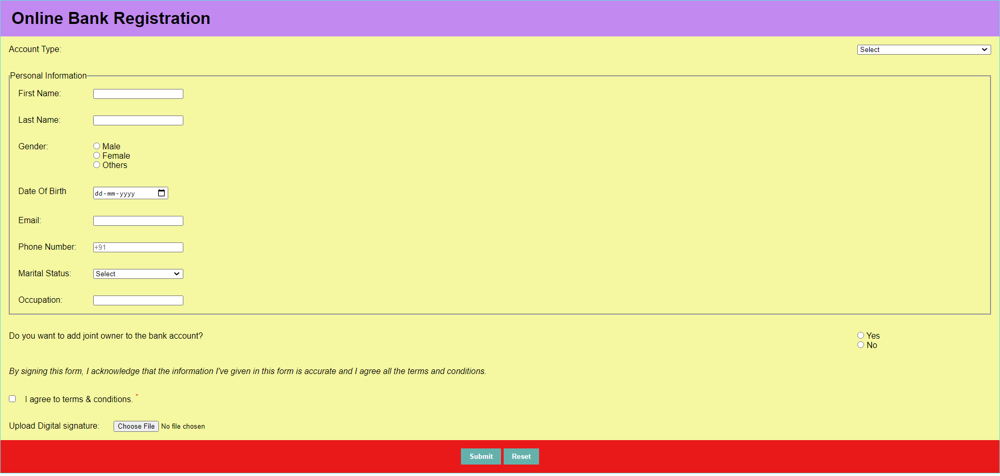 Online Bank Registration
Account Type: Select
Personal Information
First Name:
Last Name:
Gender: Male
Female
Others
Date Of Birth dd-mm-yyyy
Email:
Phone Number: +91
Marital Status: Select
Occupation:
Do you want to add joint owner to the bank account? Yes
No
By signing this form, I acknowledge that the information I've given in this form is accurate and I agree all the terms and conditions.
I agree to terms & conditions. *
Upload Digital signature: Choose File No file chosen
Submit Reset